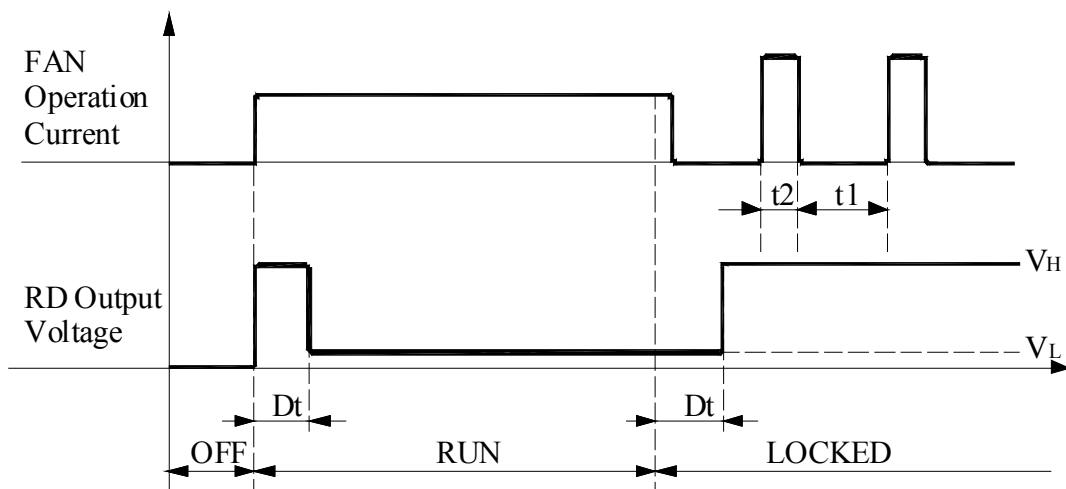 FAN
Operation
Current
t2
t1
VH
RD Output
Voltage
VL
Dt
Dt
OFF
RUN
LOCKED